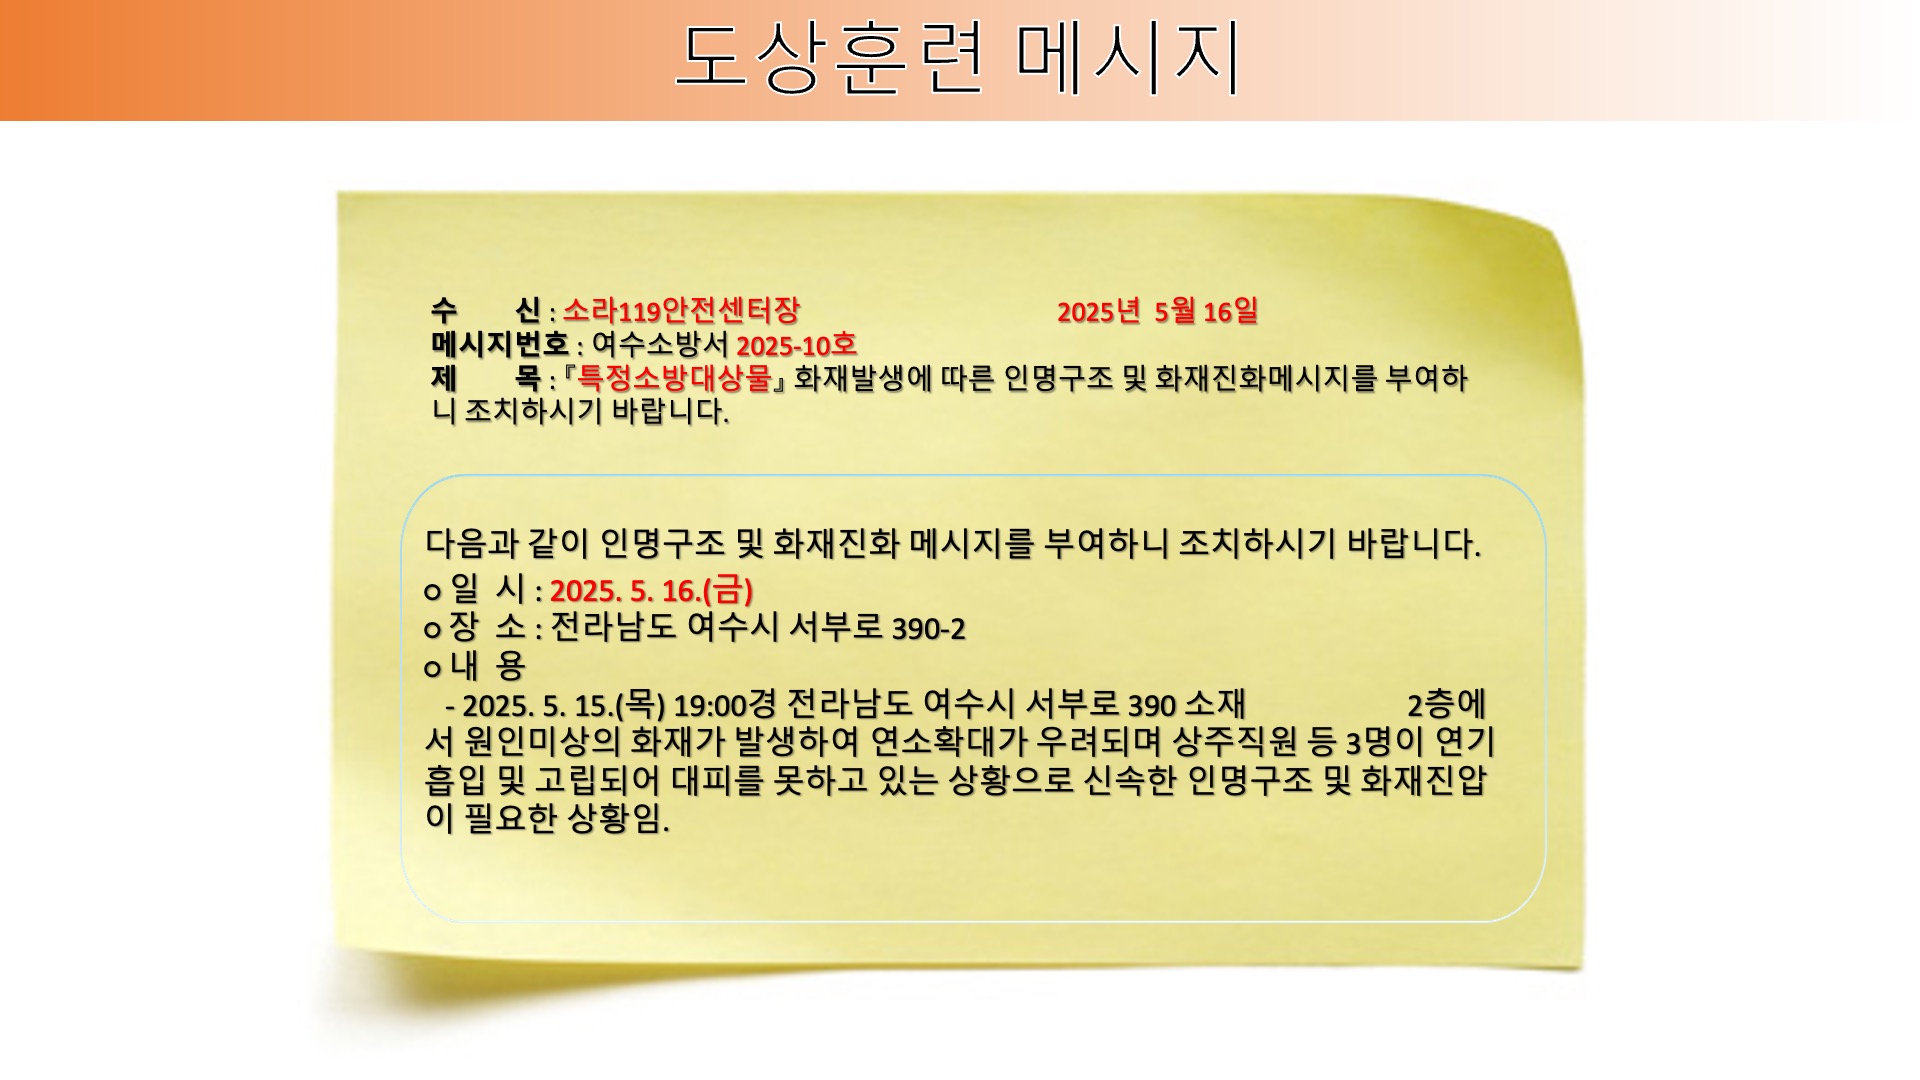 도상훈련 메시지
수 신 : 소라119안전센터장 2025년 5월 16일
메시지번호 : 여수소방서 2025-10호
제 목 : 『특정소방대상물』 화재발생에 따른 인명구조 및 화재진화메시지를 부여하
니 조치하시기 바랍니다.
다음과 같이 인명구조 및 화재진화 메시지를 부여하니 조치하시기 바랍니다.
ㅇ 일 시 : 2025. 5. 16.(금)
ㅇ 장 소 : 전라남도 여수시 서부로 390-2
ㅇ 내 용
- 2025. 5. 15.(목) 19:00경 전라남도 여수시 서부로 390 소재 2층에
서 원인미상의 화재가 발생하여 연소확대가 우려되며 상주직원 등 3명이 연기
흡입 및 고립되어 대피를 못하고 있는 상황으로 신속한 인명구조 및 화재진압
이 필요한 상황임.